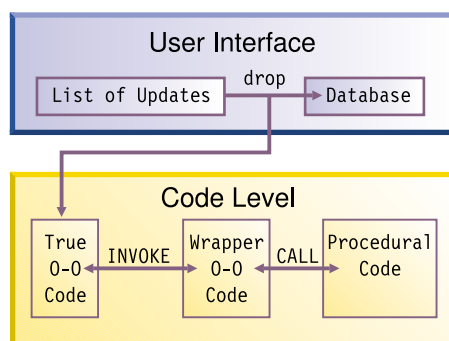 User Interface
drop
List of Updates
Database
Code Level
True
O-O
Code
INVOKE
Wrapper
O-O
Code
CALL
Procedural
Code